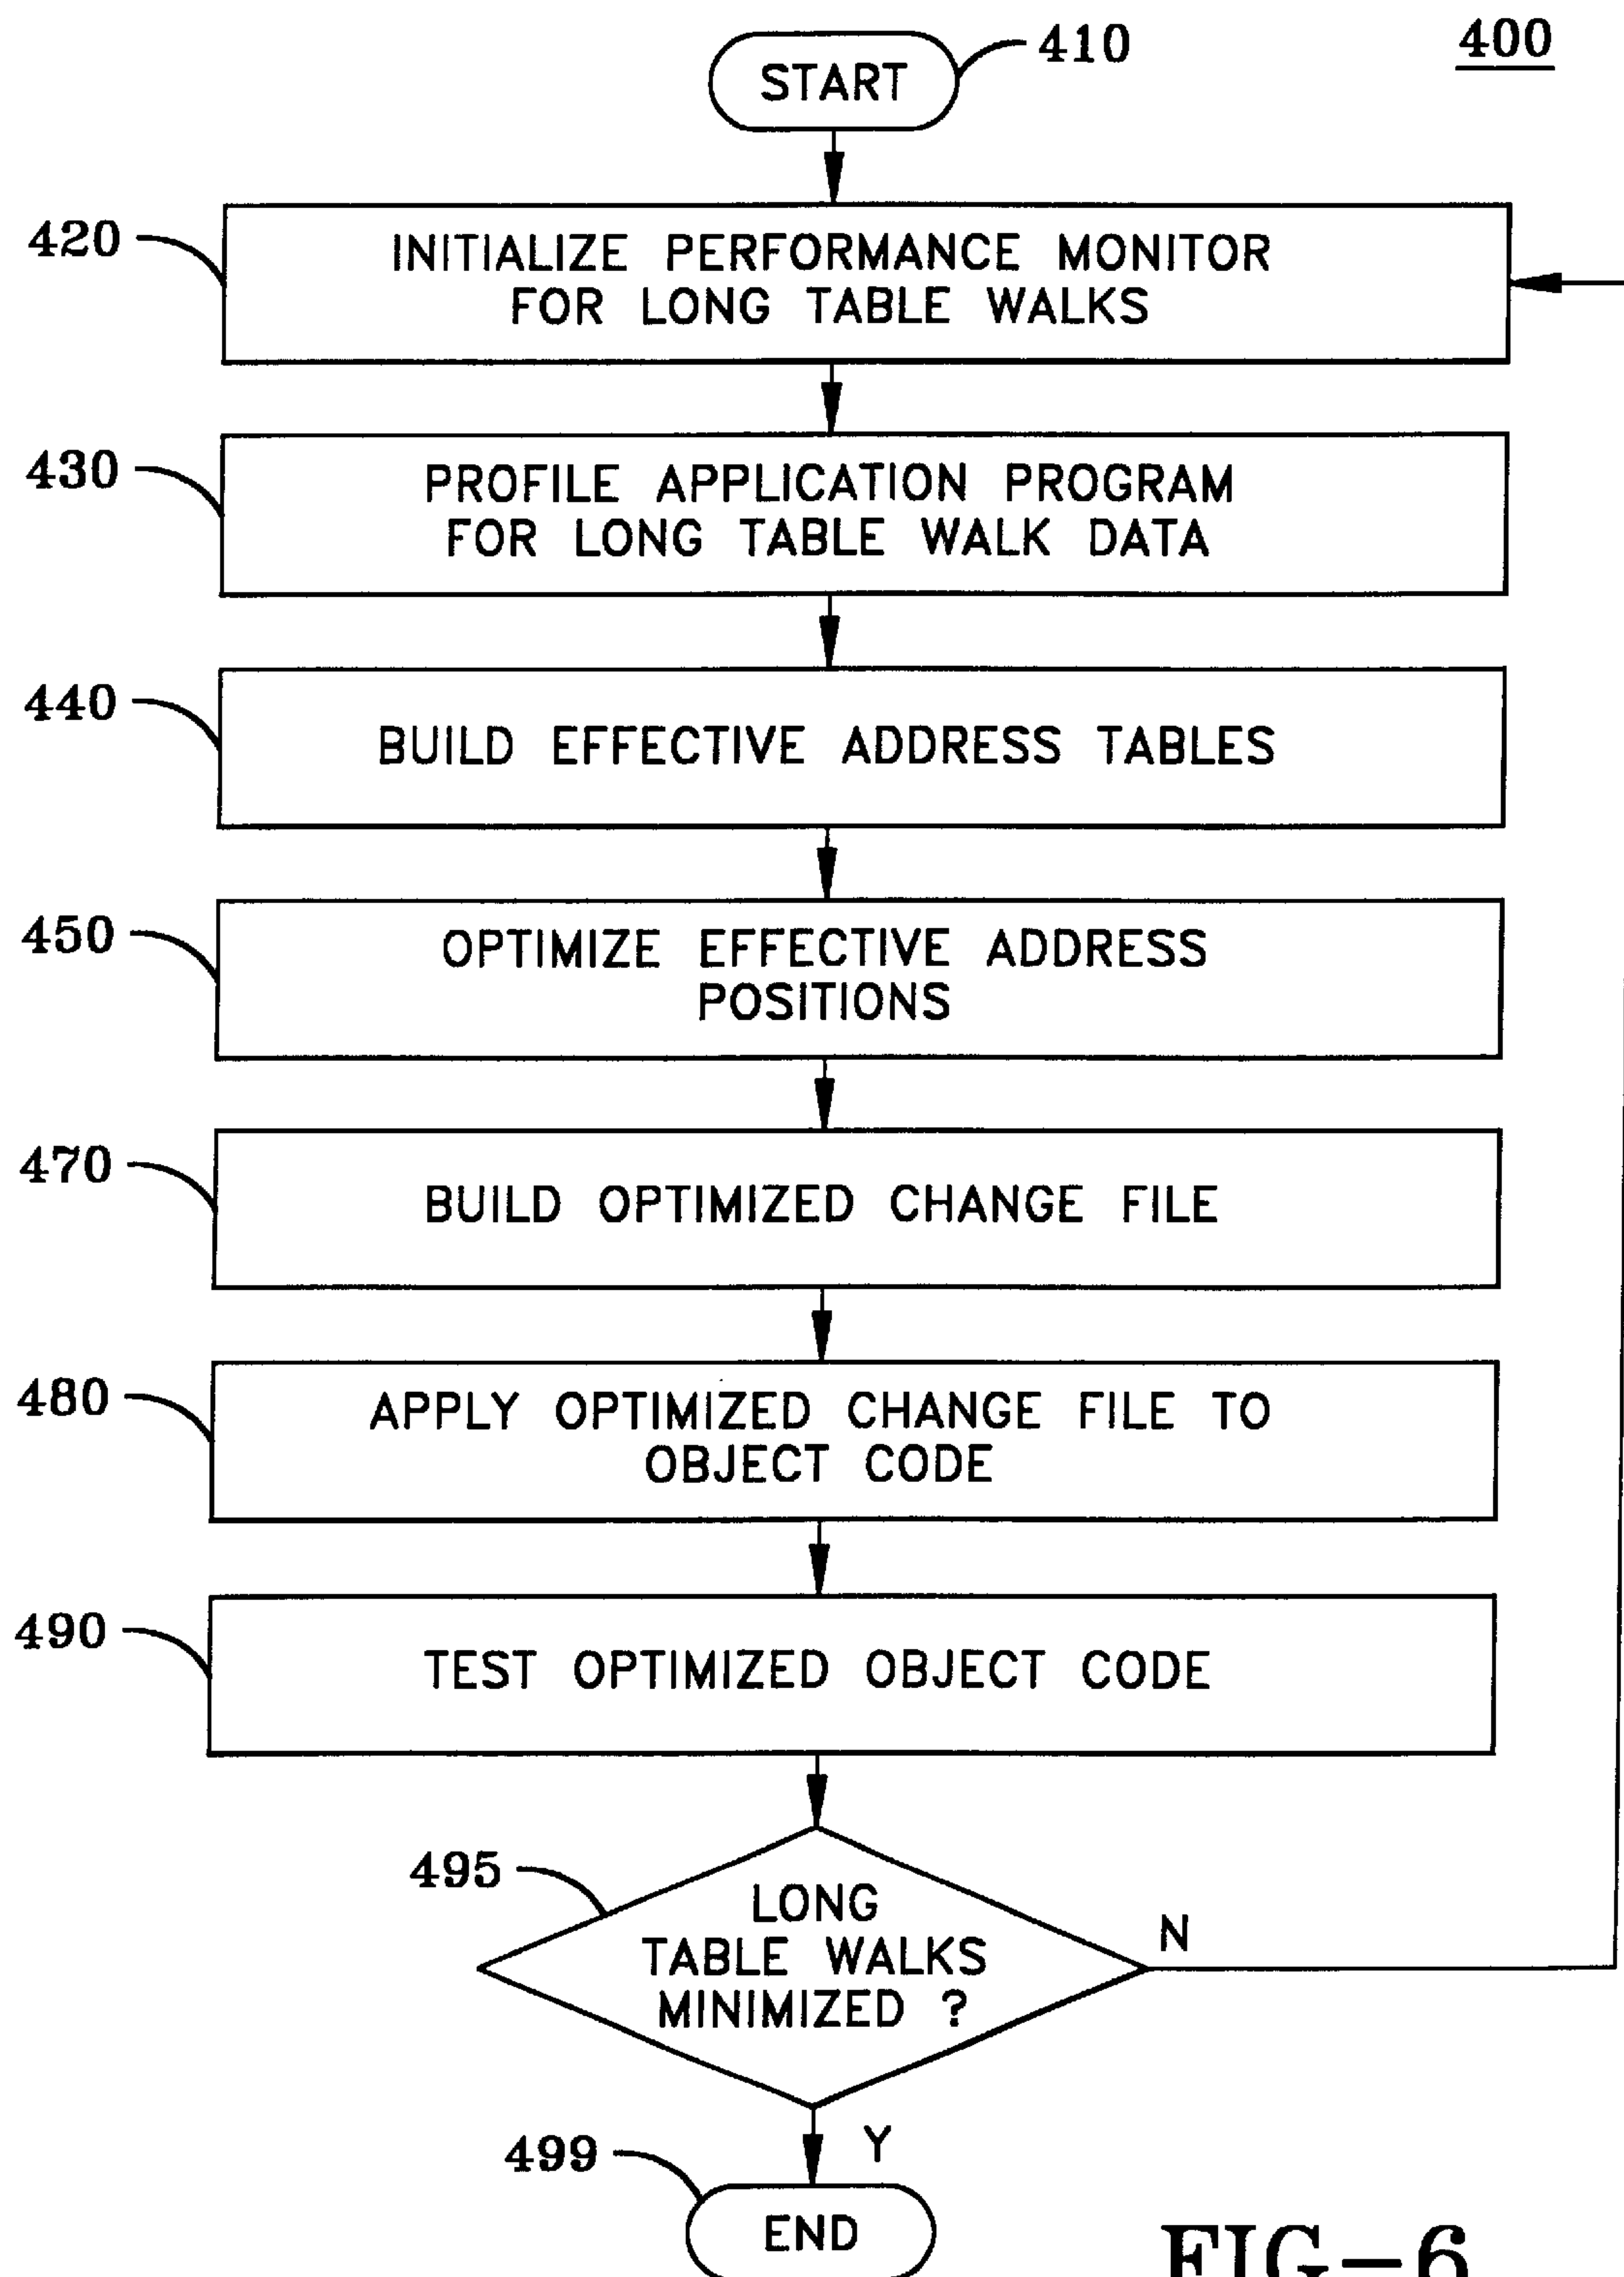 400
START
410
420
INITIALIZE PERFORMANCE MONITOR
FOR LONG TABLE WALKS
430
PROFILE APPLICATION PROGRAM
FOR LONG TABLE WALK DATA
440
BUILD EFFECTIVE ADDRESS TABLES
450
OPTIMIZE EFFECTIVE ADDRESS
POSITIONS
470
BUILD OPTIMIZED CHANGE FILE
480
APPLY OPTIMIZED CHANGE FILE TO
OBJECT CODE
490
TEST OPTIMIZED OBJECT CODE
495
LONG
TABLE WALKS
MINIMIZED ?
N
Y
499
END
FIG-6